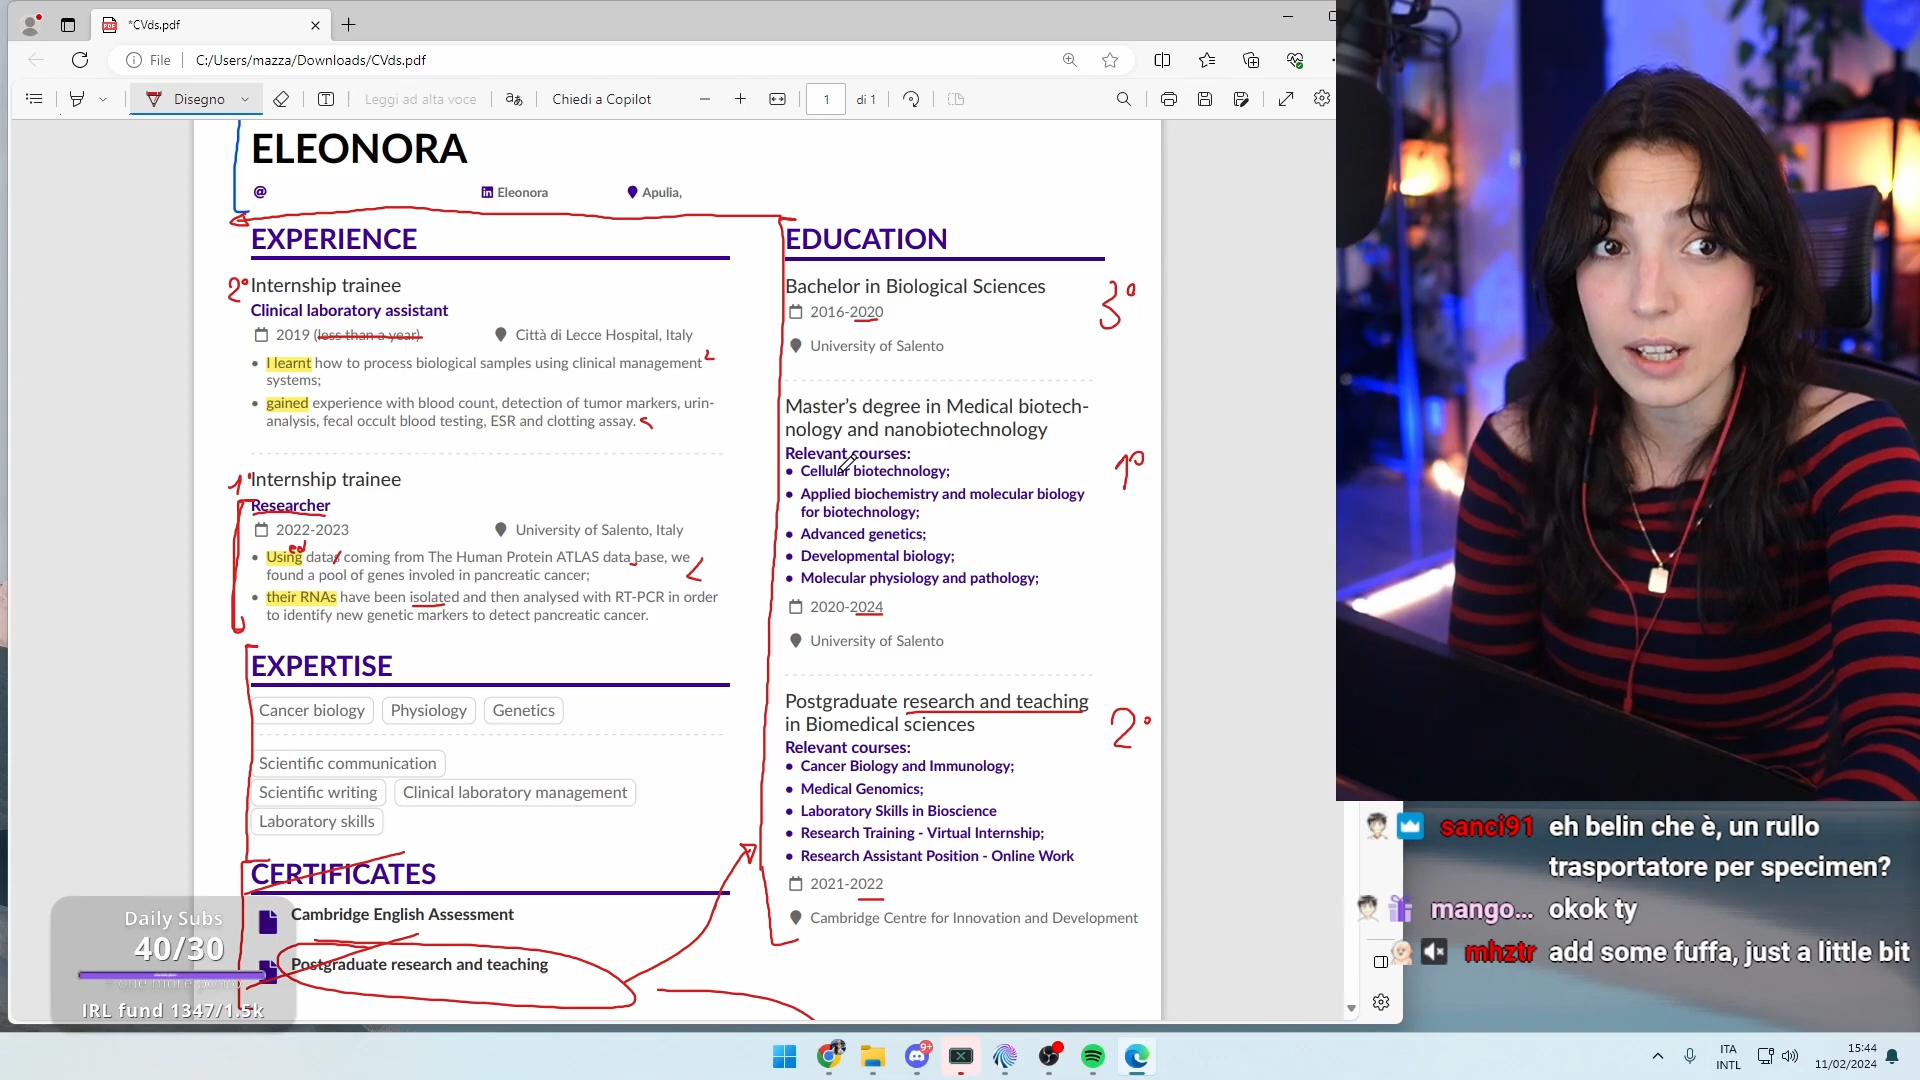 *CVds.pdf
File
C:/Users/mazza/Downloads/CVds.pdf
Disegno
Leggi ad alta voce
aあ
Chiedi a Copilot
1
di 1
ELEONORA
@
in Eleonora
Apulia,
EXPERIENCE
2° Internship trainee
Clinical laboratory assistant
2019 (less than a year)
Città di Lecce Hospital, Italy
• I learnt how to process biological samples using clinical management
systems;
• gained experience with blood count, detection of tumor markers, urin-
analysis, fecal occult blood testing, ESR and clotting assay.
1° Internship trainee
Researcher
2022-2023
University of Salento, Italy
ed
• Using datas coming from The Human Protein ATLAS data base, we
found a pool of genes involed in pancreatic cancer;
• their RNAs have been isolated and then analysed with RT-PCR in order
to identify new genetic markers to detect pancreatic cancer.
EXPERTISE
Cancer biology
Physiology
Genetics
Scientific communication
Scientific writing
Clinical laboratory management
Laboratory skills
CERTIFICATES
Cambridge English Assessment
Postgraduate research and teaching
EDUCATION
Bachelor in Biological Sciences
3°
2016-2020
University of Salento
Master's degree in Medical biotech-
nology and nanobiotechnology
1°
Relevant courses:
• Cellular biotechnology;
• Applied biochemistry and molecular biology
for biotechnology;
• Advanced genetics;
• Developmental biology;
• Molecular physiology and pathology;
2020-2024
University of Salento
Postgraduate research and teaching
in Biomedical sciences
2°
Relevant courses:
• Cancer Biology and Immunology;
• Medical Genomics;
• Laboratory Skills in Bioscience
• Research Training - Virtual Internship;
• Research Assistant Position - Online Work
2021-2022
Cambridge Centre for Innovation and Development
Daily Subs
40/30
IRL fund 1347/1.5k
sanci91 eh belin che è, un rullo
trasportatore per specimen?
mango... okok ty
mhztr add some fuffa, just a little bit
9+
ITA
INTL
15:44
11/02/2024